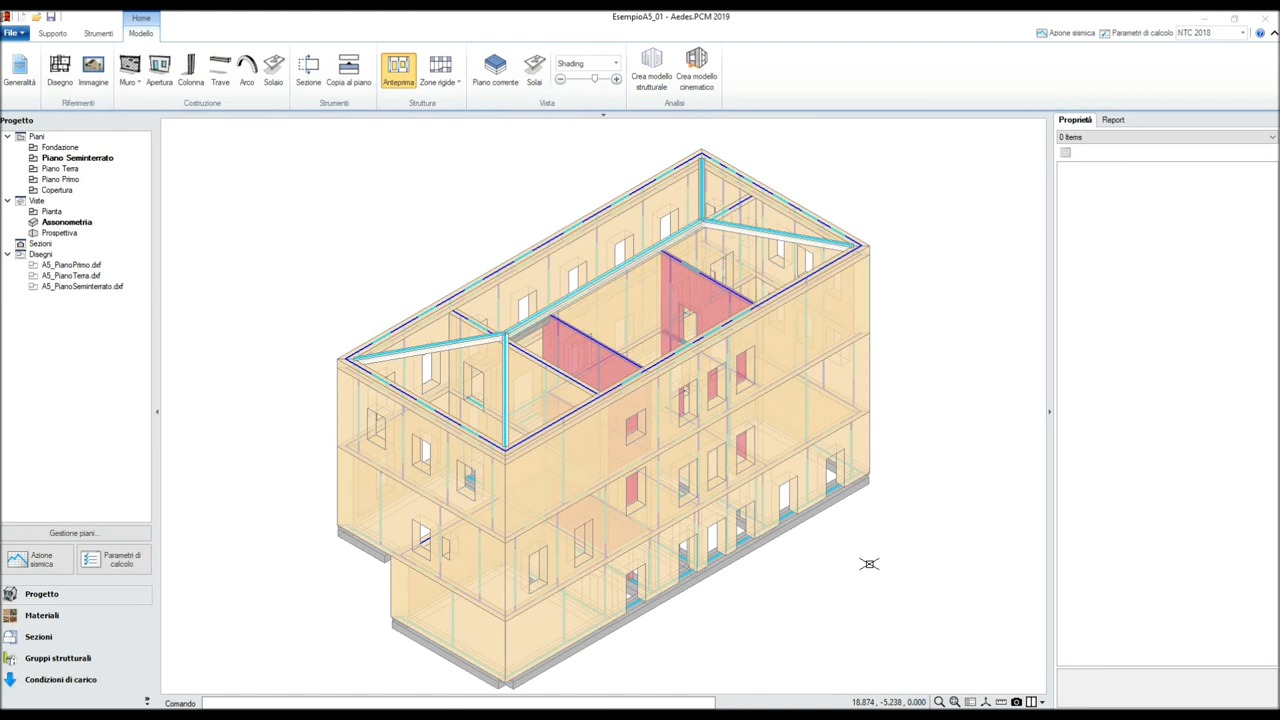 EsempioA5_01 - Aedes.PCM 2019
Home
File
Supporto
Strumenti
Modello
Azione sismica
Parametri di calcolo
NTC 2018
Generalità
Disegno
Immagine
Muro
Apertura
Colonna
Trave
Arco
Solaio
Sezione
Copia al piano
Anteprima
Zone rigide
Piano corrente
Solai
Shading
Crea modello strutturale
Crea modello cinematico
Riferimenti
Costruzione
Strumenti
Struttura
Vista
Analisi
Progetto
Piani
Fondazione
Piano Seminterrato
Piano Terra
Piano Primo
Copertura
Viste
Pianta
Assonometria
Prospettiva
Sezioni
Disegni
A5_PianoPrimo.dxf
A5_PianoTerra.dxf
A5_PianoSeminterrato.dxf
Gestione piani...
Azione sismica
Parametri di calcolo
Progetto
Materiali
Sezioni
Gruppi strutturali
Condizioni di carico
Proprietà
Report
0 Items
Comando
18.874 , -5.238 , 0.000